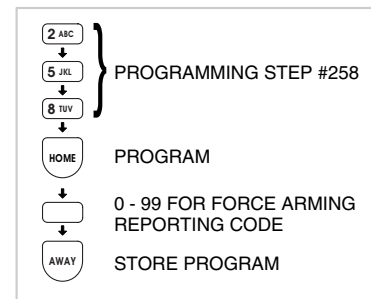 2 ABC
5 JKL
PROGRAMMING STEP #258
8 TUV
HOME PROGRAM
0 - 99 FOR FORCE ARMING
REPORTING CODE
AWAY STORE PROGRAM